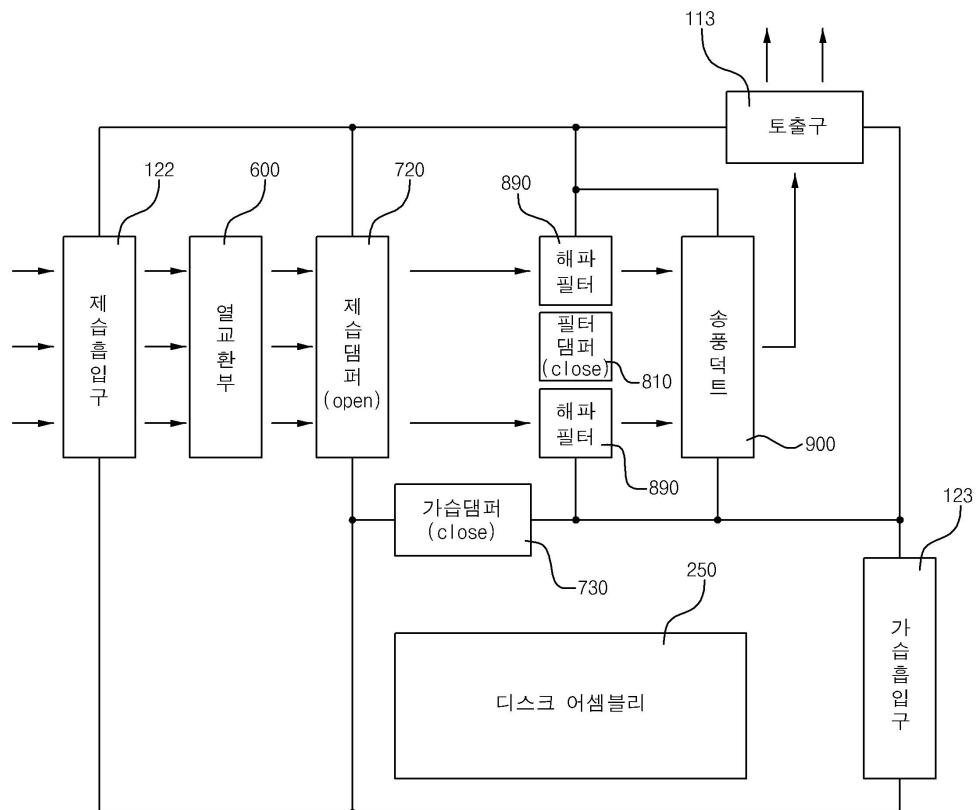 113
토출구
122
600
720
890
제습흡입구
열교환부
제습댐퍼
(open)
해파
필터
송풍덕트
필터
댐퍼
(close)
810
해파
필터
900
890
가습댐퍼
(close)
123
730
250
가습흡입구
디스크 어셈블리